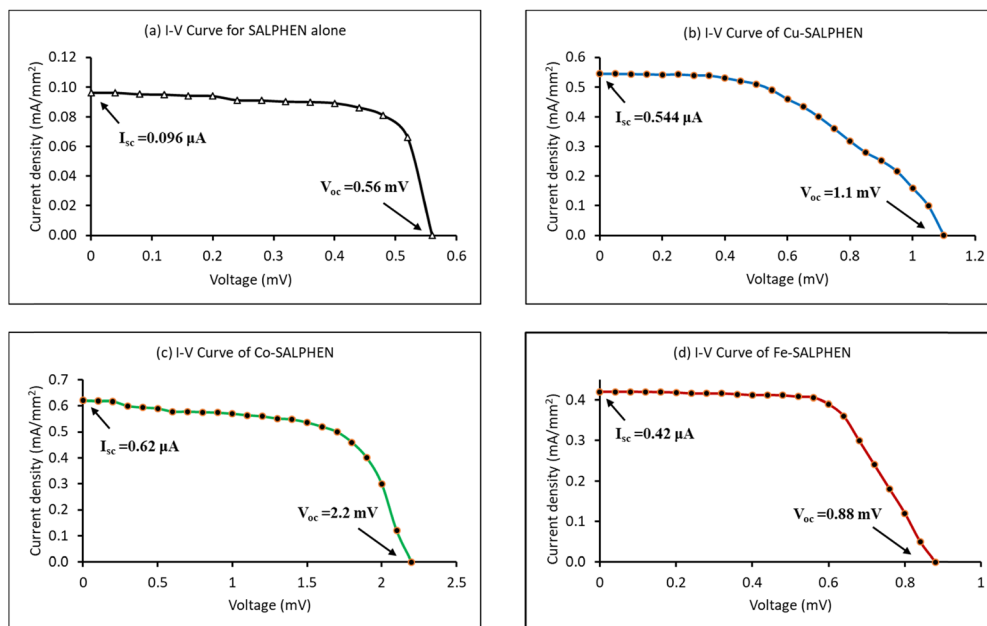 (a) I-V Curve for SALPHEN alone
Current density (mA/mm²)
0.12
0.10
0.08
0.06
0.04
0.02
0.00
I_sc =0.096 µA
V_oc =0.56 mV
0 0.1 0.2 0.3 0.4 0.5 0.6
Voltage (mV)
(b) I-V Curve of Cu-SALPHEN
Current density (mA/mm²)
0.6
0.5
0.4
0.3
0.2
0.1
0.0
I_sc =0.544 µA
V_oc =1.1 mV
0 0.2 0.4 0.6 0.8 1 1.2
Voltage (mV)
(c) I-V Curve of Co-SALPHEN
Current density (mA/mm²)
0.7
0.6
0.5
0.4
0.3
0.2
0.1
0.0
I_sc =0.62 µA
V_oc =2.2 mV
0 0.5 1 1.5 2 2.5
Voltage (mV)
(d) I-V Curve of Fe-SALPHEN
Current density (mA/mm²)
0.4
0.3
0.2
0.1
0.0
I_sc =0.42 µA
V_oc =0.88 mV
0 0.2 0.4 0.6 0.8 1
Voltage (mV)